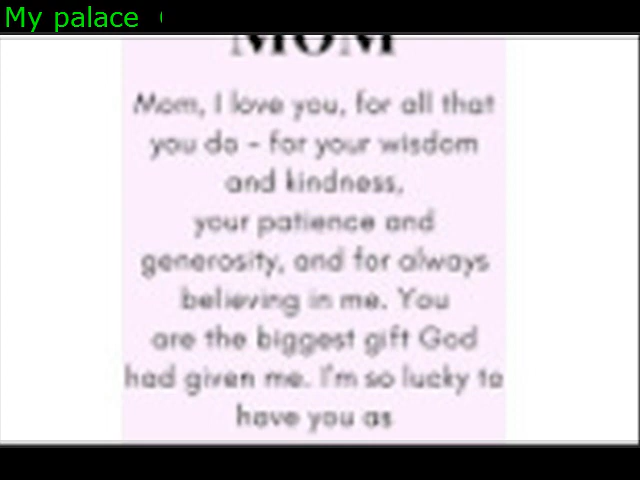 My palace
MOM
Mom, I love you, for all that
you do - for your wisdom
and kindness,
your patience and
generosity, and for always
believing in me. You
are the biggest gift God
had given me. I'm so lucky to
have you as